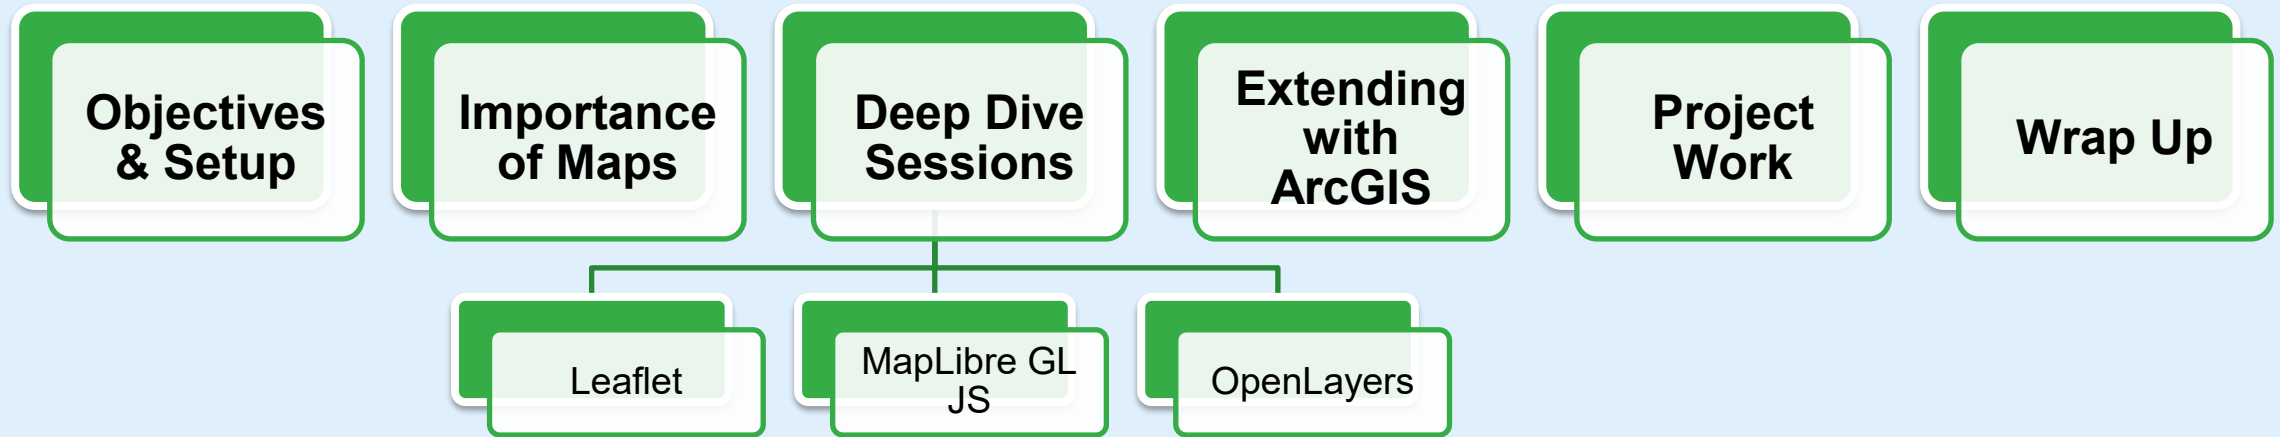 Objectives
& Setup
Importance
of Maps
Deep Dive
Sessions
Extending
with
ArcGIS
Project
Work
Wrap Up
Leaflet
MapLibre GL
JS
OpenLayers